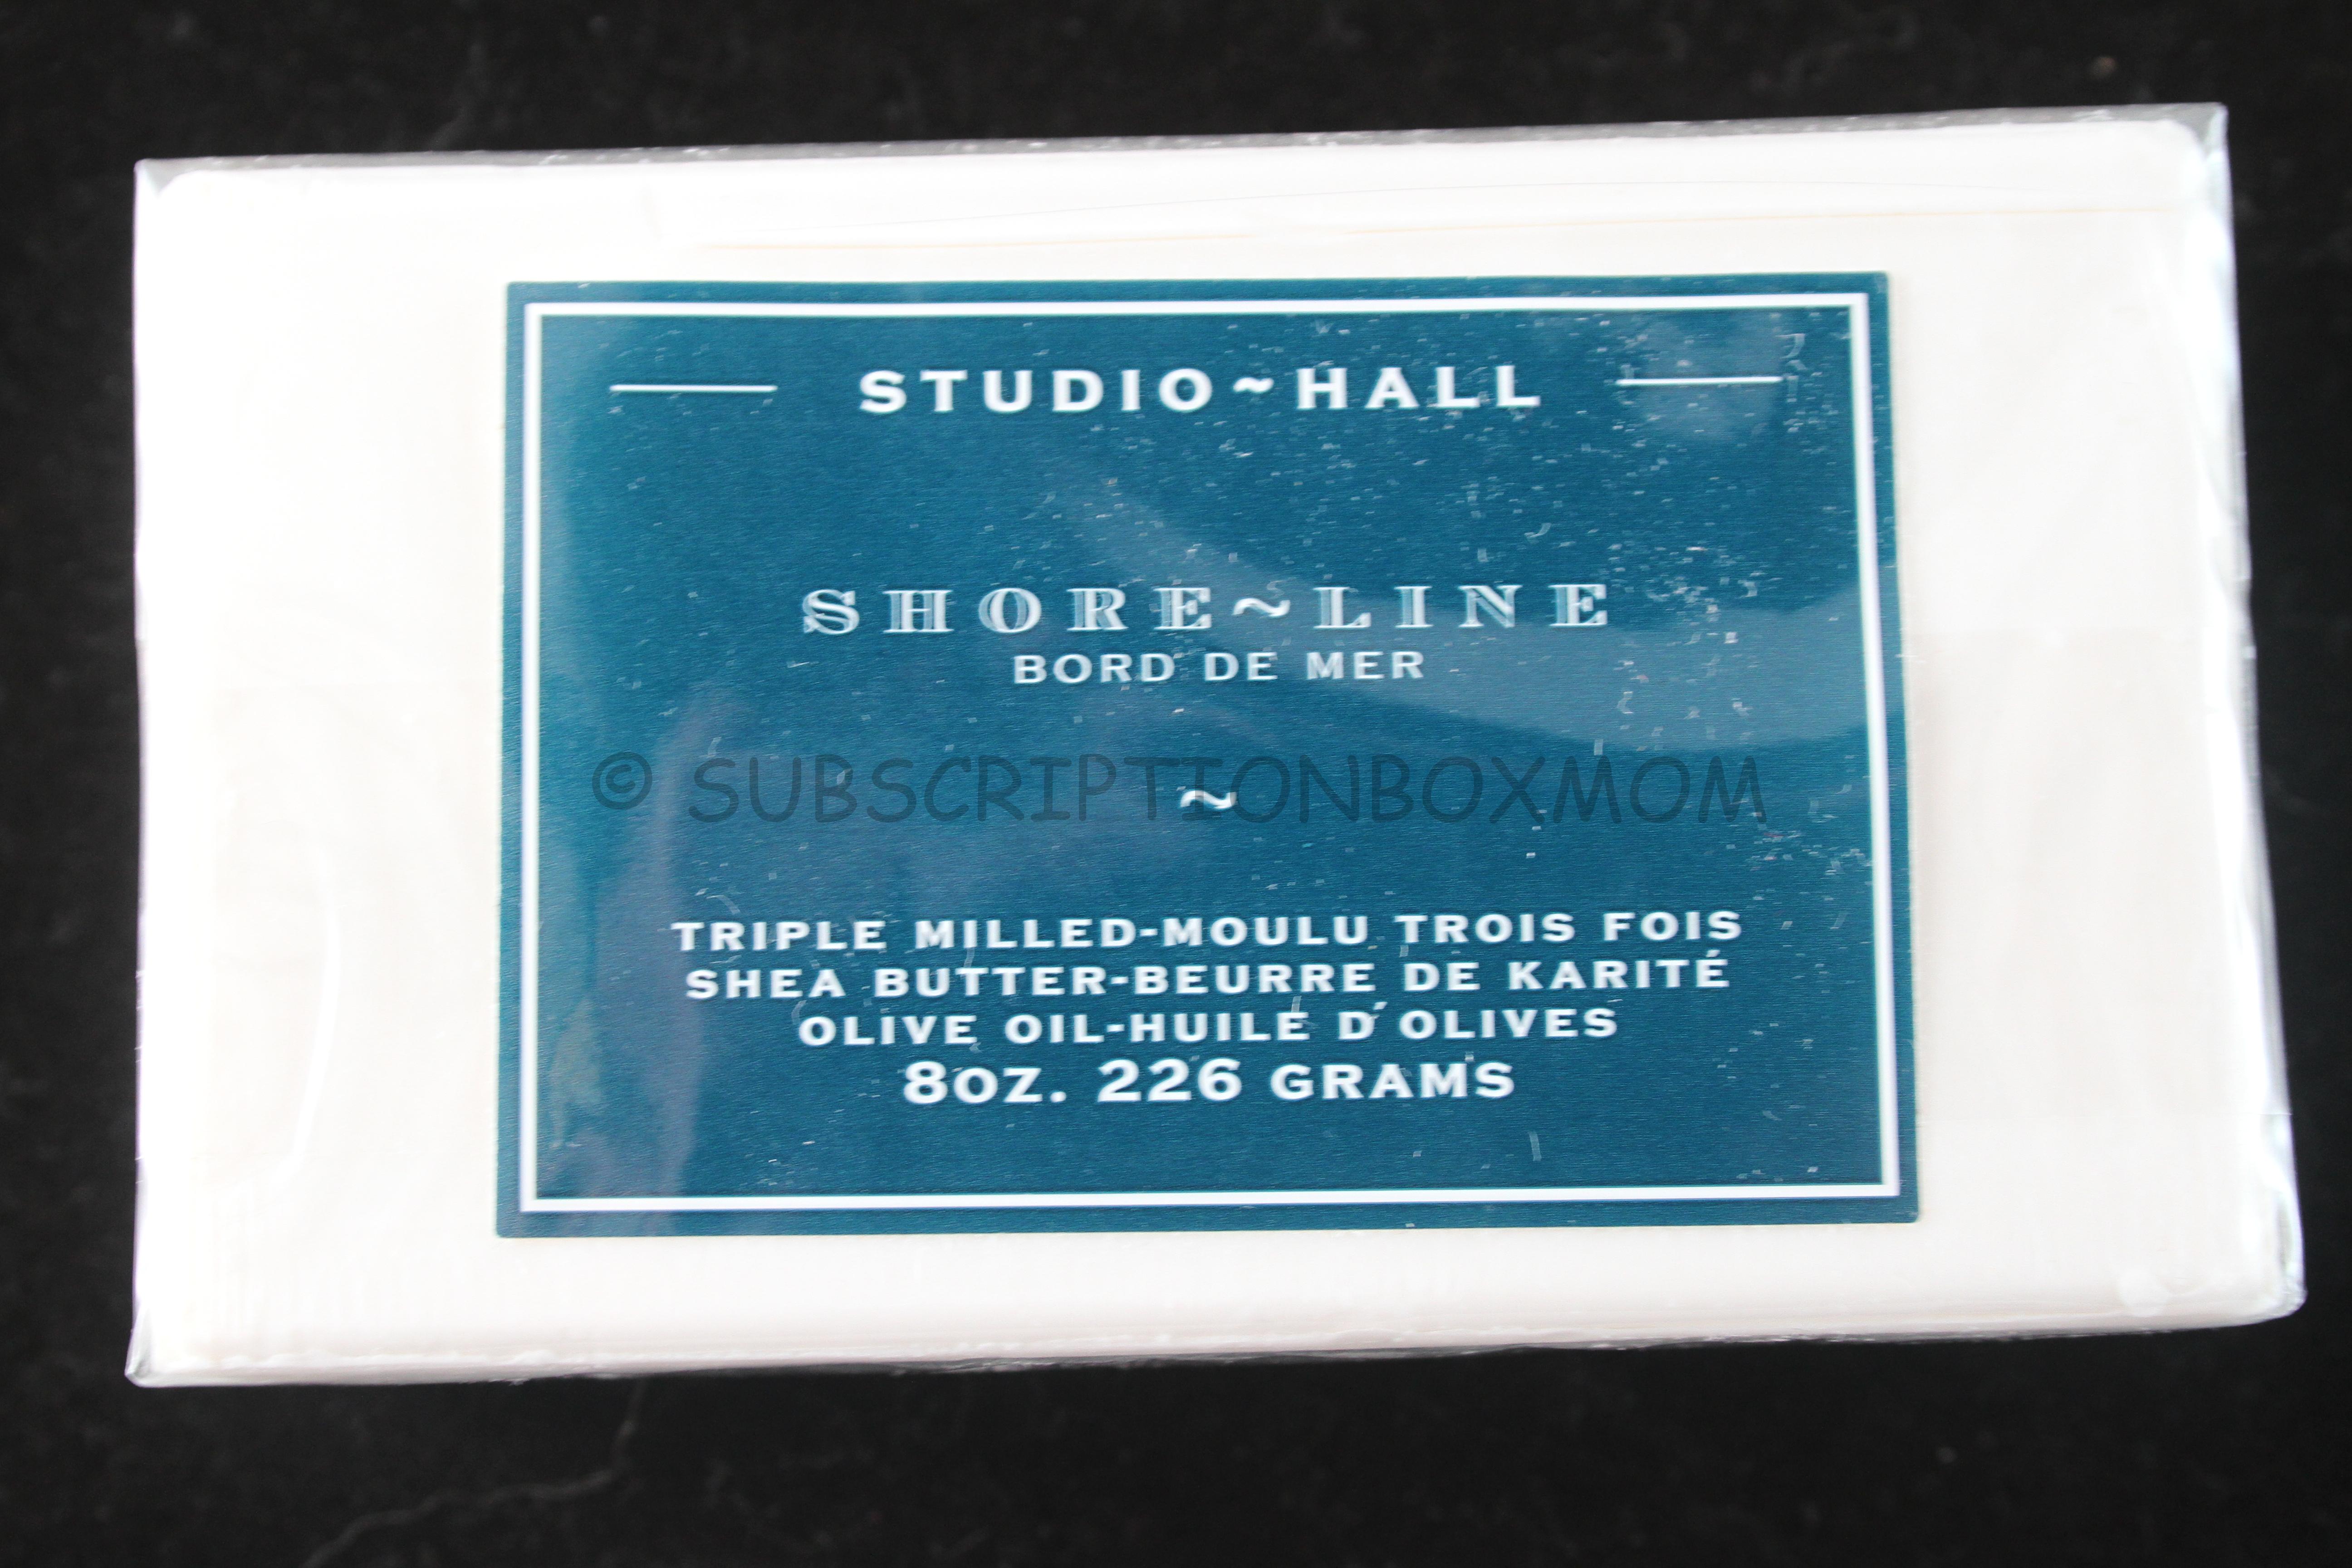 STUDIO~HALL
SHORE~LINE
BORD DE MER
© SUBSCRIPTIONBOXMOM
~
TRIPLE MILLED-MOULU TROIS FOIS
SHEA BUTTER-BEURRE DE KARITÉ
OLIVE OIL-HUILE D´OLIVES
8OZ. 226 GRAMS